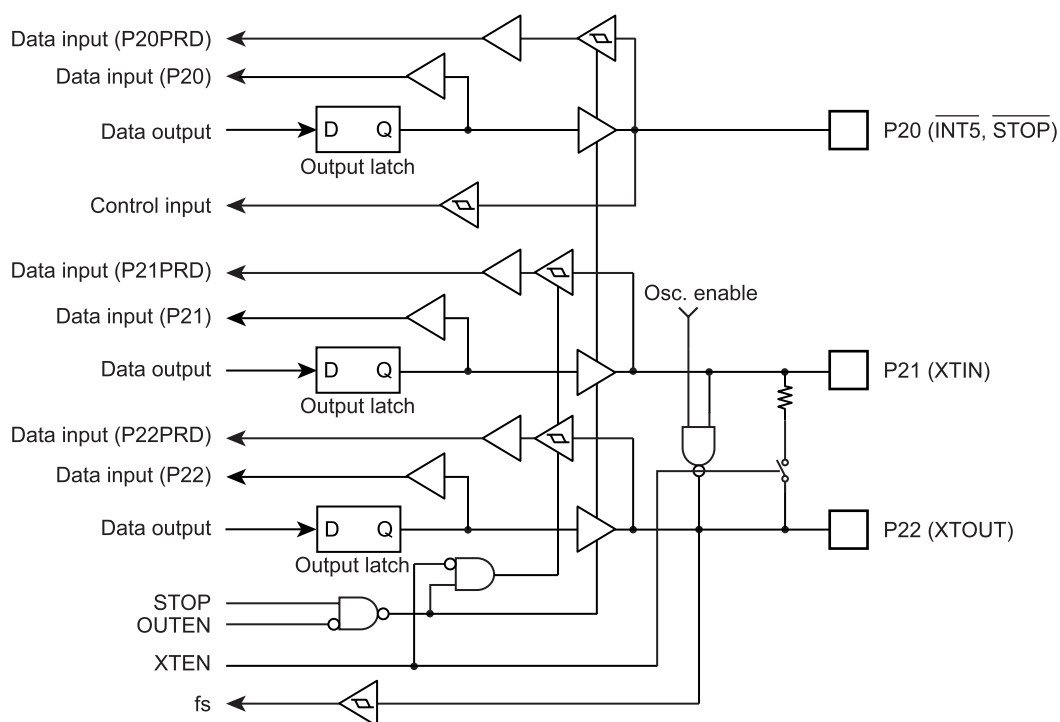 Data input (P20PRD)
Data input (P20)
Data output
D Q
Output latch
P20 (INT5, STOP)
Control input
Data input (P21PRD)
Osc. enable
Data input (P21)
Data output
D Q
Output latch
P21 (XTIN)
Data input (P22PRD)
Data input (P22)
Data output
D Q
Output latch
P22 (XTOUT)
STOP
OUTEN
XTEN
fs